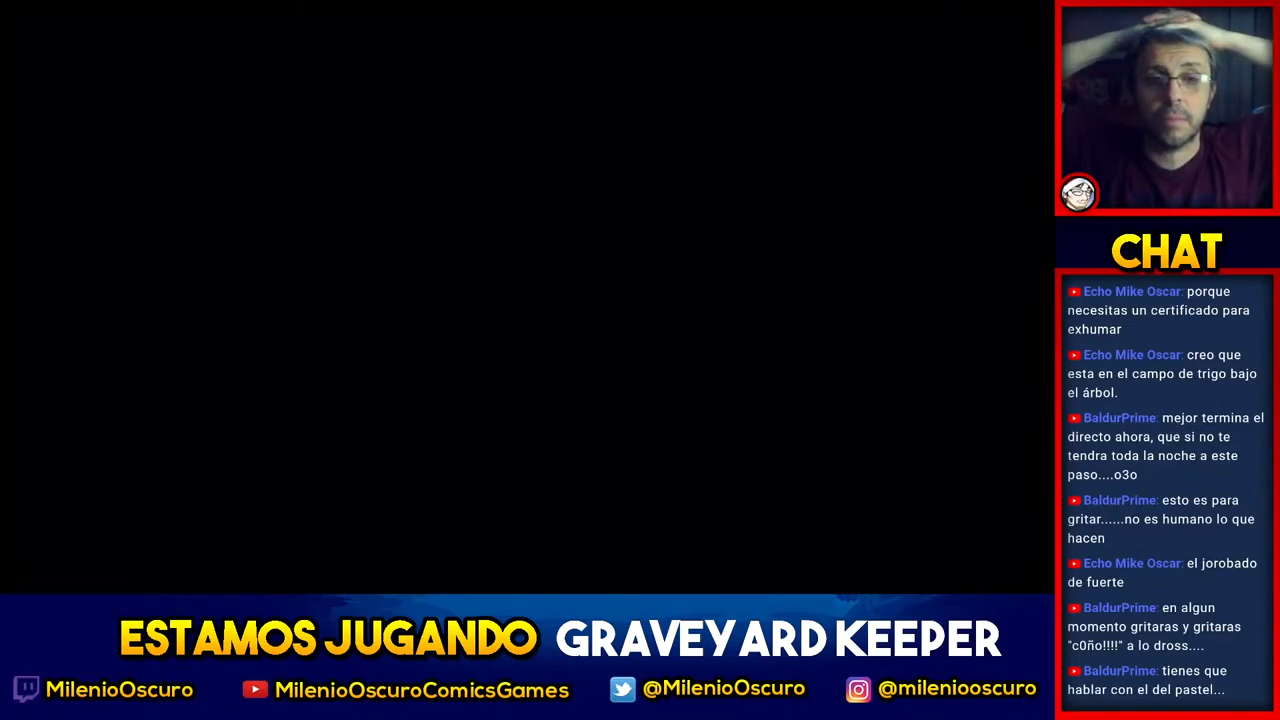 CHAT
Echo Mike Oscar: porque
necesitas un certificado para
exhumar
Echo Mike Oscar: creo que
esta en el campo de trigo bajo
el árbol.
BaldurPrime: mejor termina el
directo ahora, que si no te
tendra toda la noche a este
paso....o3o
BaldurPrime: esto es para
gritar......no es humano lo que
hacen
Echo Mike Oscar: el jorobado
de fuerte
BaldurPrime: en algun
momento gritaras y gritaras
"c0ño!!!!" a lo dross....
BaldurPrime: tienes que
hablar con el del pastel...
ESTAMOS JUGANDO GRAVEYARD KEEPER
MilenioOscuro MilenioOscuroComicsGames @MilenioOscuro @mileniooscuro